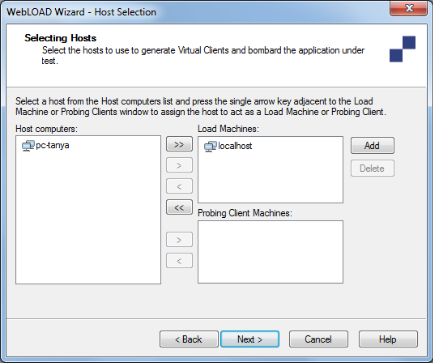 WebLOAD Wizard - Host Selection
x
Selecting Hosts
Select the hosts to use to generate Virtual Clients and bombard the application under
test.
Select a host from the Host computers list and press the single arrow key adjacent to the Load
Machine or Probing Clients window to assign the host to act as a Load Machine or Probing Client.
Host computers:
Load Machines:
pc-tanya
>>
localhost
Add
>
Delete
<
<<
Probing Client Machines:
>
<
< Back
Next >
Cancel
Help